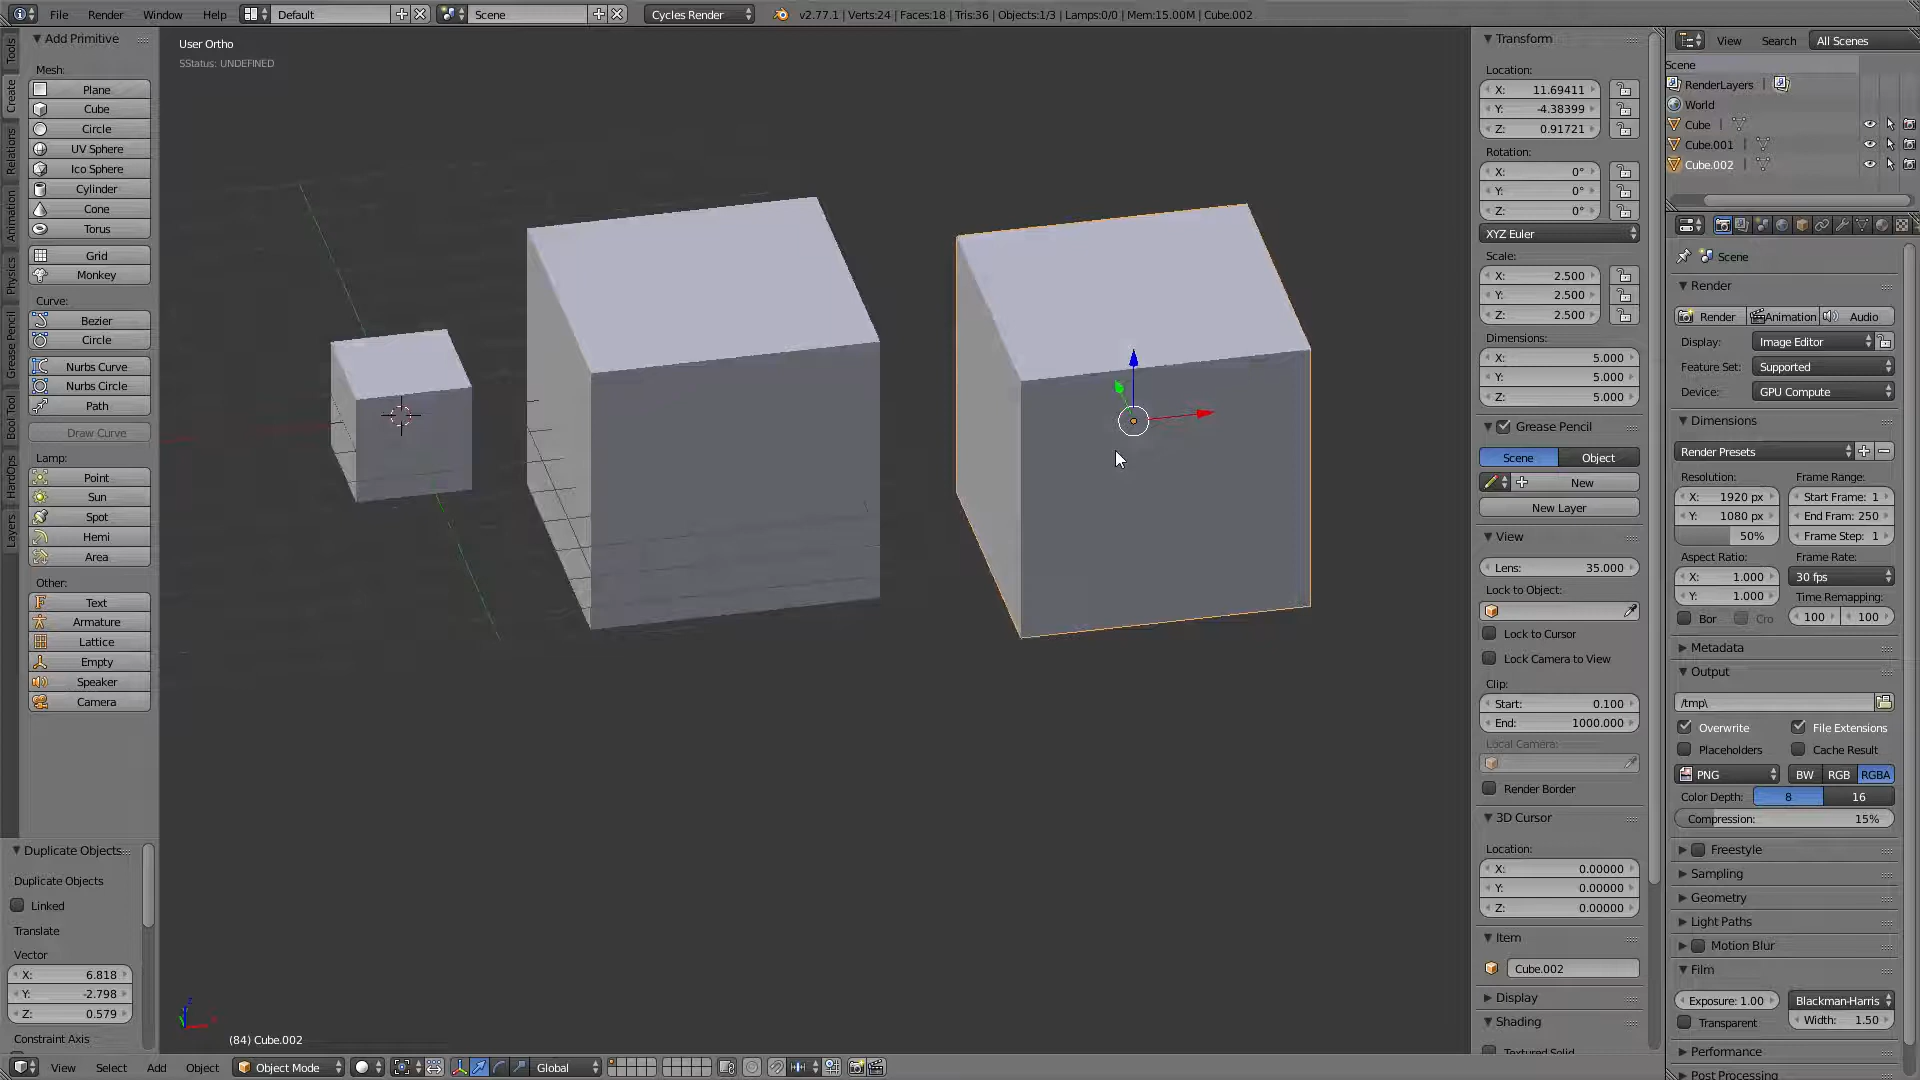 File Render Window Help Default Scene Cycles Render v2.77.1 | Verts:24 | Faces:18 | Tris:36 | Objects:1/3 | Lamps:0/0 | Mem:15.00M | Cube.002
Tools
Create
Relations
Animation
Physics
Grease Pencil
Bool Tool
HardOps
Layers
Add Primitive
Mesh:
Plane
Cube
Circle
UV Sphere
Ico Sphere
Cylinder
Cone
Torus
Grid
Monkey
Curve:
Bezier
Circle
Nurbs Curve
Nurbs Circle
Path
Draw Curve
Lamp:
Point
Sun
Spot
Hemi
Area
Other:
Text
Armature
Lattice
Empty
Speaker
Camera
Duplicate Objects
Duplicate Objects
Linked
Translate
Vector
X: 6.818
Y: -2.798
Z: 0.579
Constraint Axis
User Ortho
SStatus: UNDEFINED
(84) Cube.002
View Select Add Object Object Mode Global
Transform
Location:
X: 11.69411
Y: -4.38399
Z: 0.91721
Rotation:
X: 0°
Y: 0°
Z: 0°
XYZ Euler
Scale:
X: 2.500
Y: 2.500
Z: 2.500
Dimensions:
X: 5.000
Y: 5.000
Z: 5.000
Grease Pencil
Scene Object
New
New Layer
View
Lens: 35.000
Lock to Object:
Lock to Cursor
Lock Camera to View
Clip:
Start: 0.100
End: 1000.000
Local Camera:
Render Border
3D Cursor
Location:
X: 0.00000
Y: 0.00000
Z: 0.00000
Item
Cube.002
Display
Shading
Textured Solid
View Search All Scenes
Scene
RenderLayers |
World
Cube |
Cube.001 |
Cube.002 |
Scene
Render
Render Animation Audio
Display: Image Editor
Feature Set: Supported
Device: GPU Compute
Dimensions
Render Presets
Resolution: Frame Range:
X: 1920 px Start Frame: 1
Y: 1080 px End Fram: 250
50% Frame Step: 1
Aspect Ratio: Frame Rate:
X: 1.000 30 fps
Y: 1.000 Time Remapping:
Bor Cro 100 100
Metadata
Output
/tmp\
Overwrite File Extensions
Placeholders Cache Result
PNG BW RGB RGBA
Color Depth: 8 16
Compression: 15%
Freestyle
Sampling
Geometry
Light Paths
Motion Blur
Film
Exposure: 1.00 Blackman-Harris
Transparent Width: 1.50
Performance
Post Processing